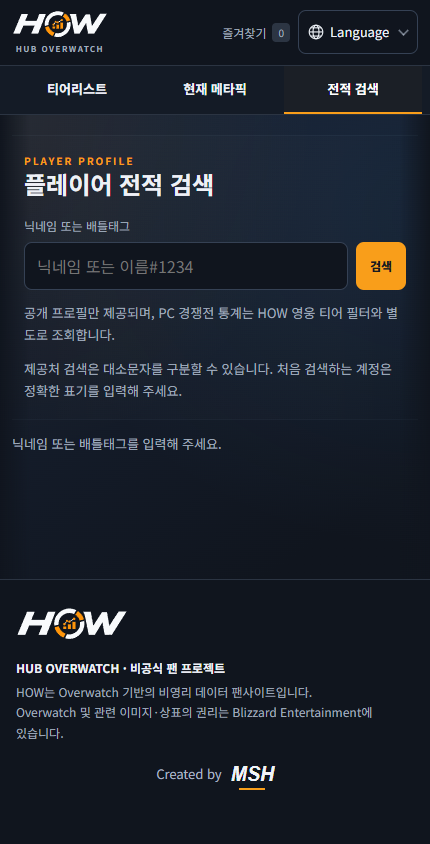 HOW
HUB OVERWATCH
즐겨찾기 0
Language
티어리스트
현재 메타픽
전적 검색
PLAYER PROFILE
플레이어 전적 검색
닉네임 또는 배틀태그
닉네임 또는 이름#1234
검색
공개 프로필만 제공되며, PC 경쟁전 통계는 HOW 영웅 티어 필터와 별
도로 조회합니다.
제공처 검색은 대소문자를 구분할 수 있습니다. 처음 검색하는 계정은
정확한 표기를 입력해 주세요.
닉네임 또는 배틀태그를 입력해 주세요.
HOW
HUB OVERWATCH · 비공식 팬 프로젝트
HOW는 Overwatch 기반의 비영리 데이터 팬사이트입니다.
Overwatch 및 관련 이미지·상표의 권리는 Blizzard Entertainment에
있습니다.
Created by MSH